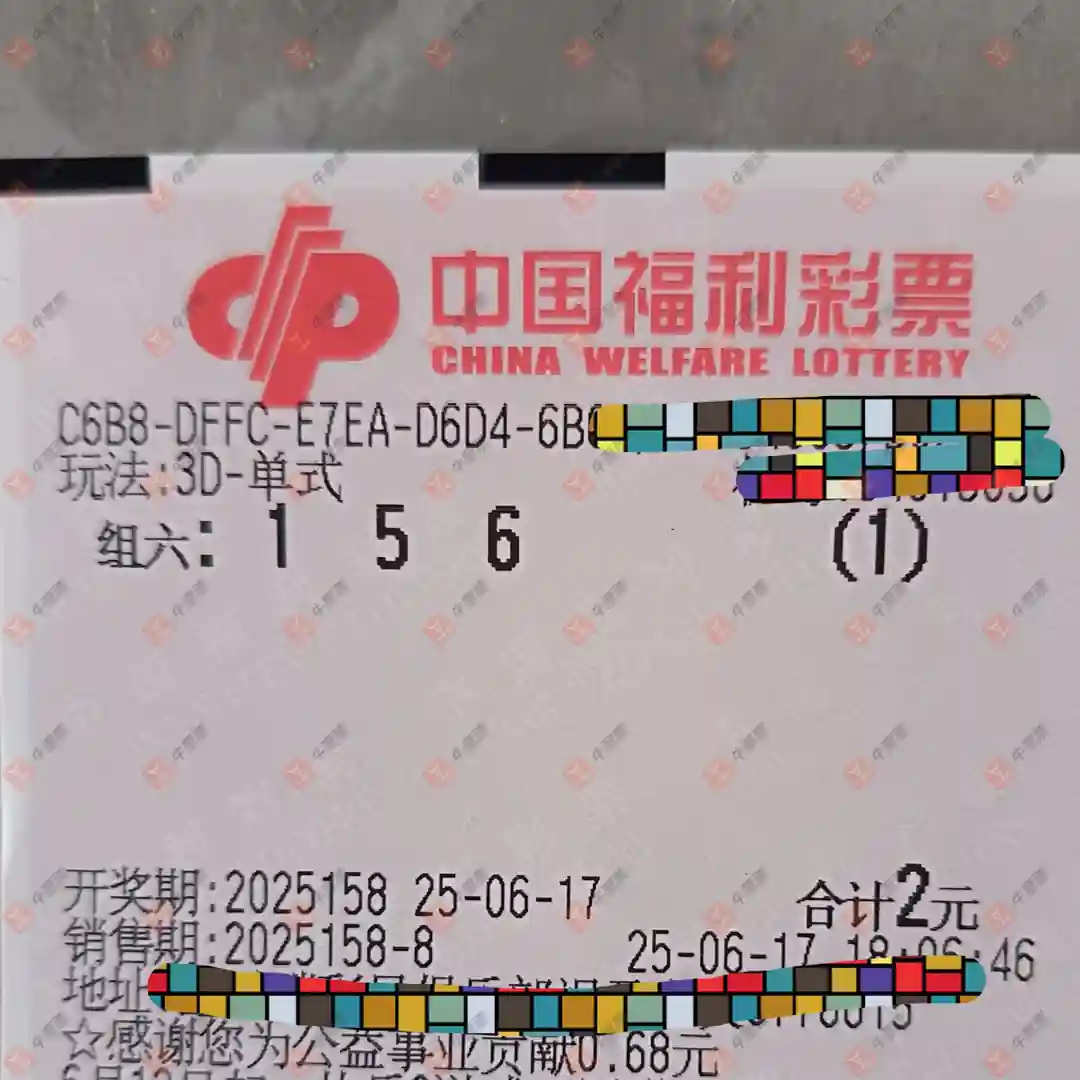 中国福利彩票
CHINA WELFARE LOTTERY
C6B8-DFFC-E7EA-D6D4-6B
玩法:3D-单式
组六: 1 5 6 (1)
开奖期:2025158 25-06-17 合计2元
销售期:2025158-8 25-06-17 18:06:46
地址
☆感谢您为公益事业贡献0.68元